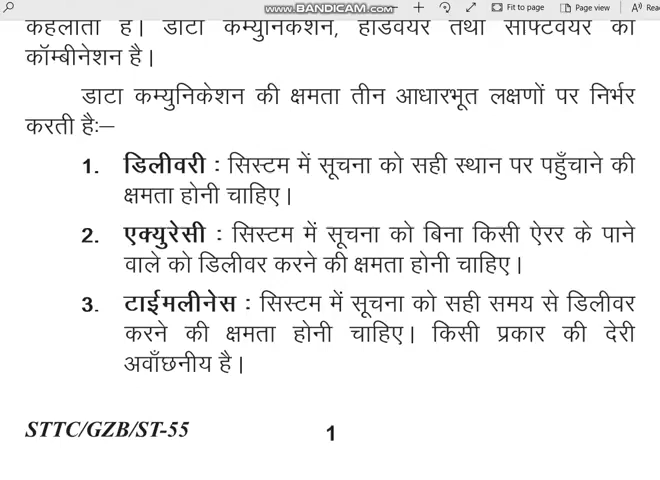 www.BANDICAM.com
Fit to page
Page view
A)) Rea
कहलाता है। डाटा कम्युनिकेशन, हार्डवेयर तथा सॉफ्टवेयर का
कॉम्बीनेशन है।
डाटा कम्युनिकेशन की क्षमता तीन आधारभूत लक्षणों पर निर्भर
करती है:–
1. डिलीवरी : सिस्टम में सूचना को सही स्थान पर पहुँचाने की
क्षमता होनी चाहिए।
2. एक्युरेसी : सिस्टम में सूचना को बिना किसी ऐरर के पाने
वाले को डिलीवर करने की क्षमता होनी चाहिए।
3. टाईमलीनेस : सिस्टम में सूचना को सही समय से डिलीवर
करने की क्षमता होनी चाहिए। किसी प्रकार की देरी
अवाँछनीय है।
STTC/GZB/ST-55
1